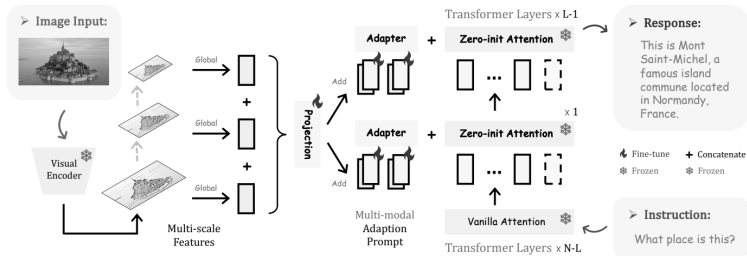 ➢ Image Input:
Visual
Encoder
Global
Global
Global
+
+
Multi-scale
Features
Projection
Add
Add
Transformer Layers x L-1
Adapter + Zero-init Attention
...
x 1
Adapter + Zero-init Attention
...
Multi-modal
Adaption
Prompt
Vanilla Attention
Transformer Layers x N-L
➢ Response:
This is Mont
Saint-Michel, a
famous island
commune located
in Normandy,
France.
Fine-tune + Concatenate
Frozen Frozen
➢ Instruction:
What place is this?